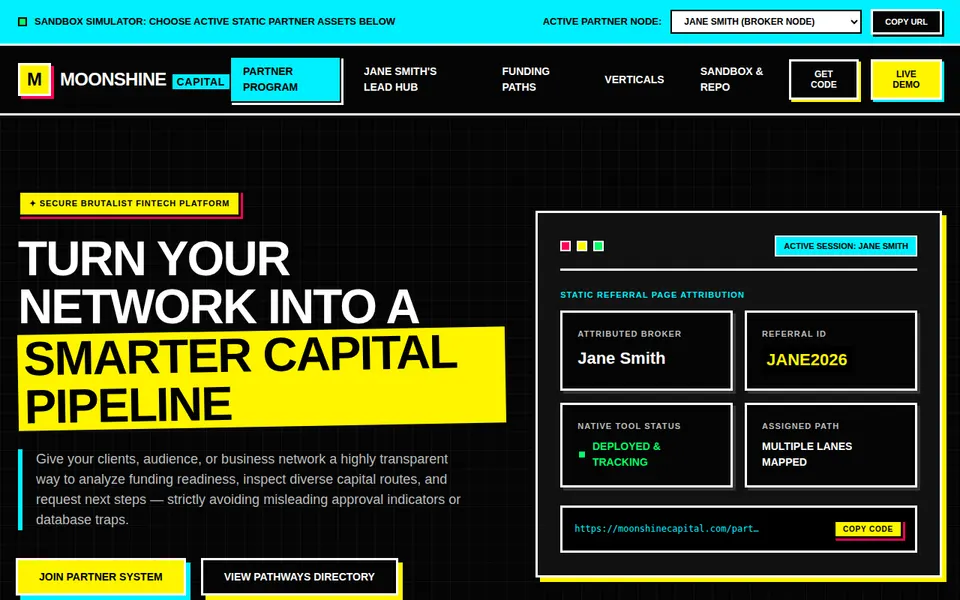 SANDBOX SIMULATOR: CHOOSE ACTIVE STATIC PARTNER ASSETS BELOW
ACTIVE PARTNER NODE:
JANE SMITH (BROKER NODE)
COPY URL
M
MOONSHINE CAPITAL
PARTNER
PROGRAM
JANE SMITH'S
LEAD HUB
FUNDING
PATHS
VERTICALS
SANDBOX &
REPO
GET
CODE
LIVE
DEMO
✦ SECURE BRUTALIST FINTECH PLATFORM
TURN YOUR
NETWORK INTO A
SMARTER CAPITAL
PIPELINE
Give your clients, audience, or business network a highly transparent
way to analyze funding readiness, inspect diverse capital routes, and
request next steps — strictly avoiding misleading approval indicators or
database traps.
JOIN PARTNER SYSTEM
VIEW PATHWAYS DIRECTORY
ACTIVE SESSION: JANE SMITH
STATIC REFERRAL PAGE ATTRIBUTION
ATTRIBUTED BROKER
Jane Smith
REFERRAL ID
JANE2026
NATIVE TOOL STATUS
DEPLOYED &
TRACKING
ASSIGNED PATH
MULTIPLE LANES
MAPPED
https://moonshinecapital.com/part…
COPY CODE